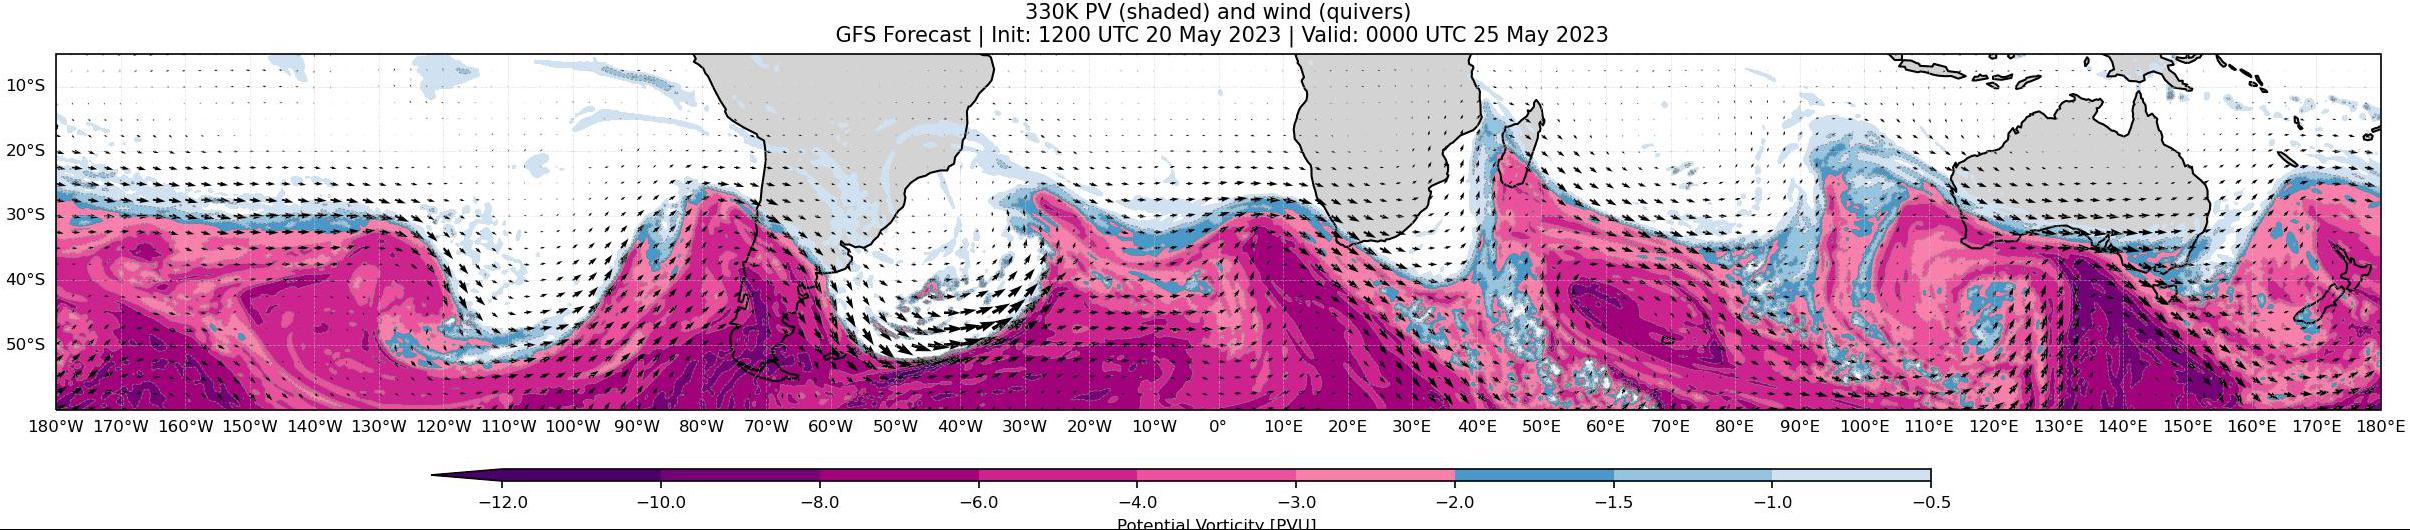 330K PV (shaded) and wind (quivers)
GFS Forecast | Init: 1200 UTC 20 May 2023 | Valid: 0000 UTC 25 May 2023
10°S
20°S
30°S
40°S
50°S
180°W 170°W 160°W 150°W 140°W 130°W 120°W 110°W 100°W 90°W 80°W 70°W 60°W 50°W 40°W 30°W 20°W 10°W 0° 10°E 20°E 30°E 40°E 50°E 60°E 70°E 80°E 90°E 100°E 110°E 120°E 130°E 140°E 150°E 160°E 170°E 180°E
−12.0 −10.0 −8.0 −6.0 −4.0 −3.0 −2.0 −1.5 −1.0 −0.5
Potential Vorticity [PVU]